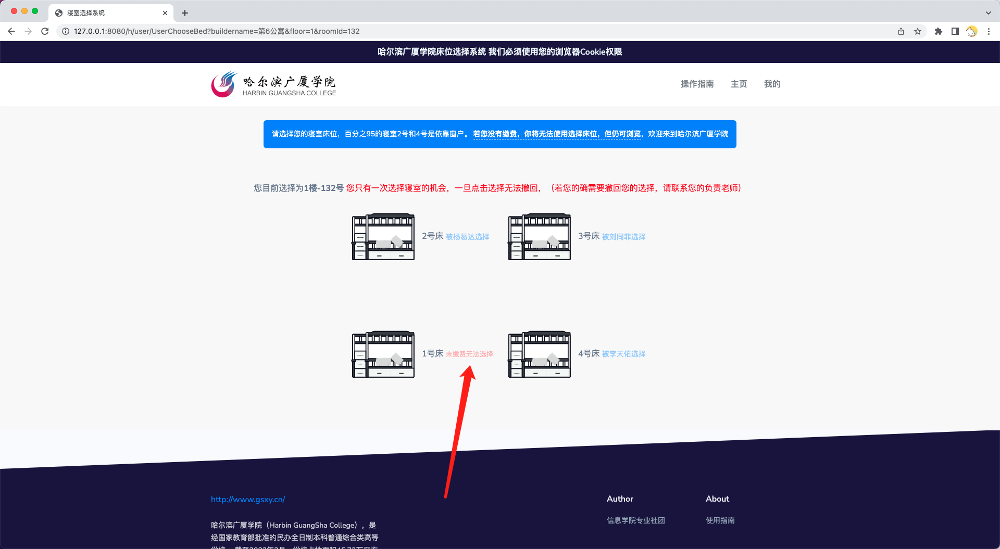 寝室选择系统
127.0.0.1:8080/h/user/UserChooseBed?buildername=第6公寓&floor=1&roomId=132
哈尔滨广厦学院床位选择系统 我们必须使用您的浏览器Cookie权限
哈尔滨广厦学院
HARBIN GUANGSHA COLLEGE
操作指南 主页 我的
请选择您的寝室床位，百分之95的寝室2号和4号是依靠窗户。 若您没有缴费，你将无法使用选择床位，但仍可浏览，欢迎来到哈尔滨广厦学院
您目前选择为1楼-132号 您只有一次选择寝室的机会，一旦点击选择无法撤回，（若您的确需要撤回您的选择，请联系您的负责老师）
2号床 被杨易达选择 3号床 被刘同菲选择
1号床 未缴费无法选择 4号床 被李天佑选择
http://www.gsxy.cn/
Author
About
哈尔滨广厦学院（Harbin GuangSha College），是
经国家教育部批准的民办全日制本科普通综合类高等
信息学院专业社团
使用指南